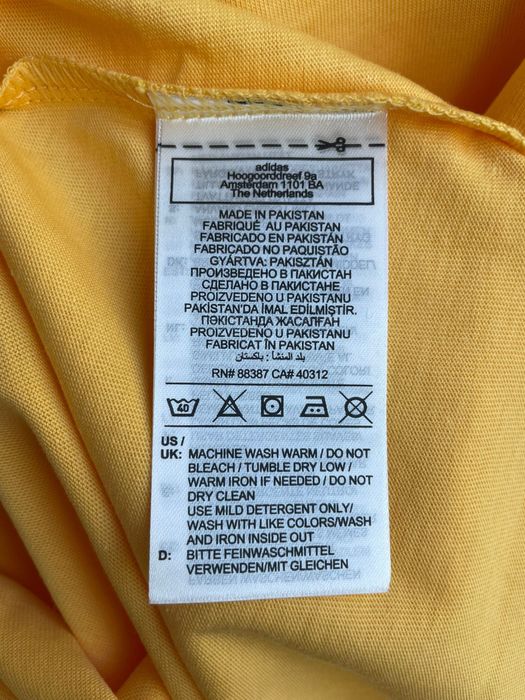 adidas
Hoogoorddreef 9a
Amsterdam 1101 BA
The Netherlands
MADE IN PAKISTAN
FABRIQUÉ AU PAKISTAN
FABRICADO EN PAKISTÁN
FABRICADO NO PAQUISTÃO
GYÁRTVA: PAKISZTÁN
ПРОИЗВЕДЕНО В ПАКИСТАН
СДЕЛАНО В ПАКИСТАНЕ
PROIZVEDENO U PAKISTANU
PAKİSTAN'DA İMAL EDİLMİŞTİR.
ПӘКІСТАНДА ЖАСАЛҒАН
PROIZVEDENO U PAKISTANU
FABRICAT ÎN PAKISTAN
بلد المنشأ : باكستان
RN# 88387 CA# 40312
40
US /
UK: MACHINE WASH WARM / DO NOT
BLEACH / TUMBLE DRY LOW /
WARM IRON IF NEEDED / DO NOT
DRY CLEAN
USE MILD DETERGENT ONLY/
WASH WITH LIKE COLORS/WASH
AND IRON INSIDE OUT
D: BITTE FEINWASCHMITTEL
VERWENDEN/MIT GLEICHEN